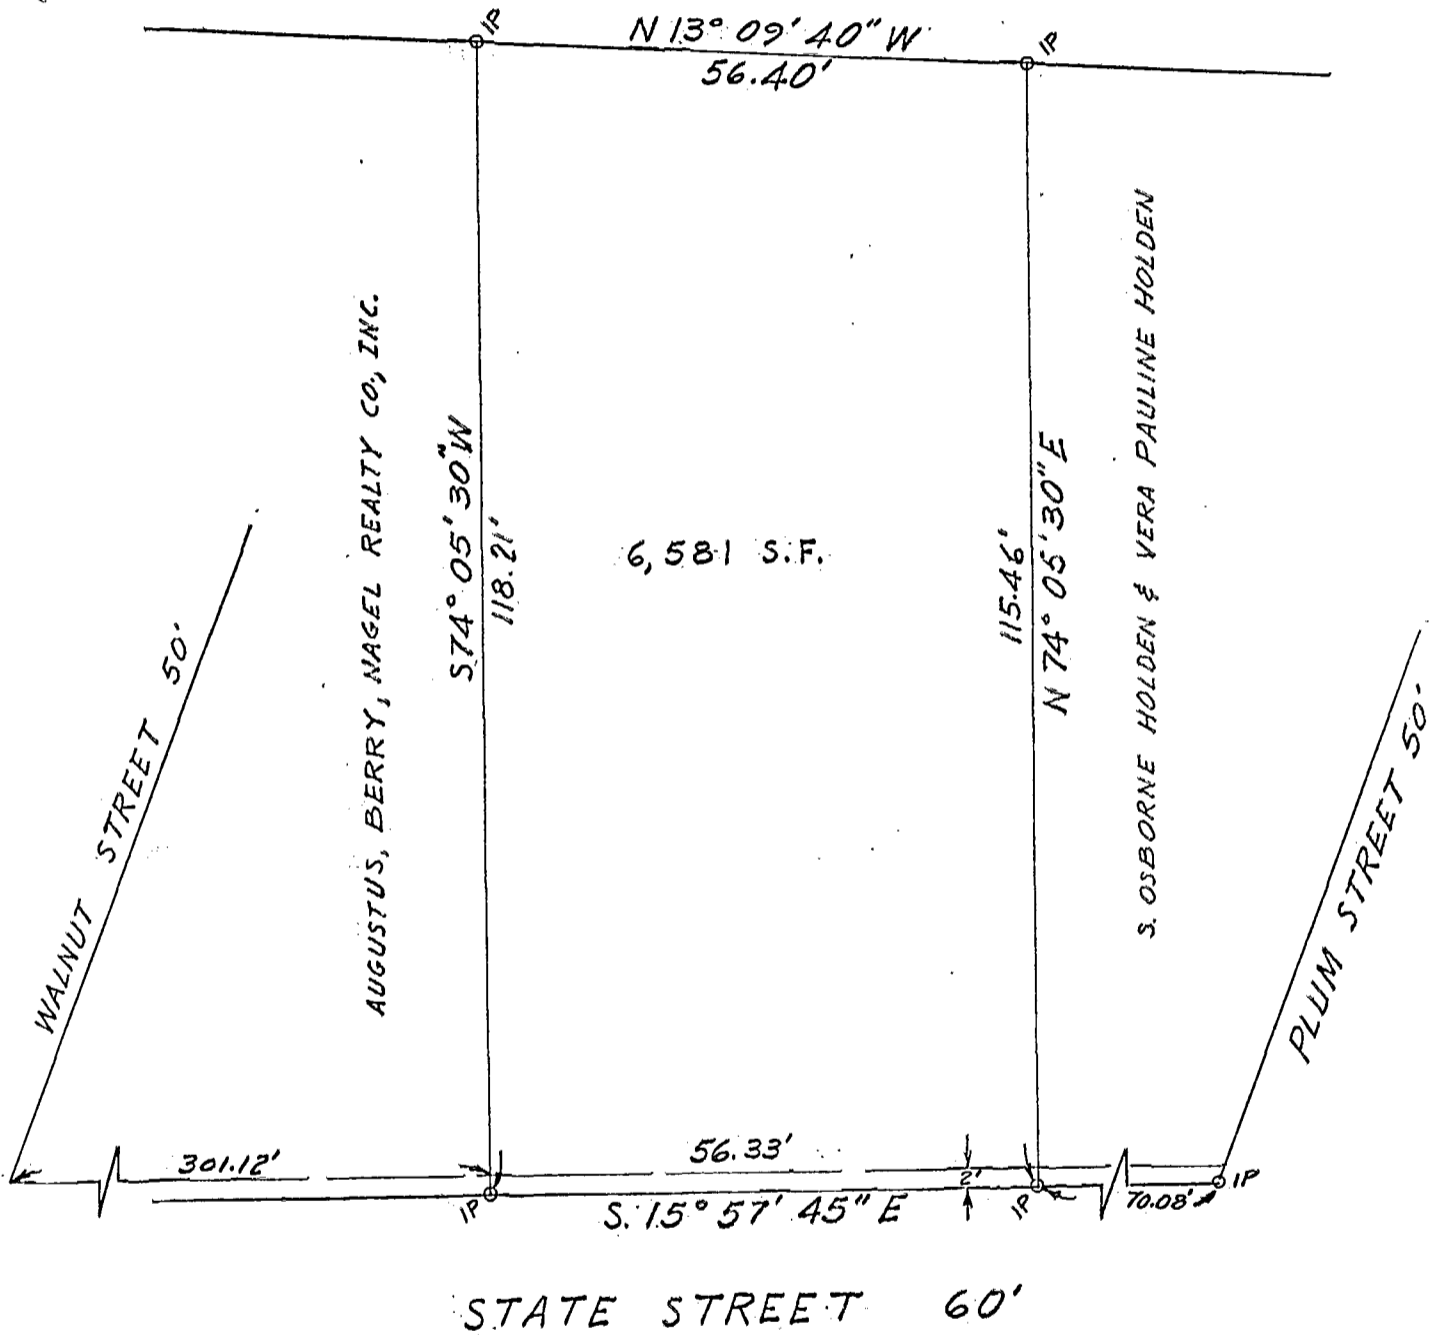 IP
N 13° 09' 40" W
IP
56.40'
AUGUSTUS, BERRY, NAGEL REALTY CO., INC.
S74° 05' 30" W
118.21'
6,581 S.F.
115.46'
N 74° 05' 30" E
S. OSBORNE HOLDEN & VERA PAULINE HOLDEN
WALNUT STREET 50'
PLUM STREET 50'
301.12'
56.33'
2'
70.08'
IP
IP
S. 15° 57' 45" E
IP
STATE STREET 60'